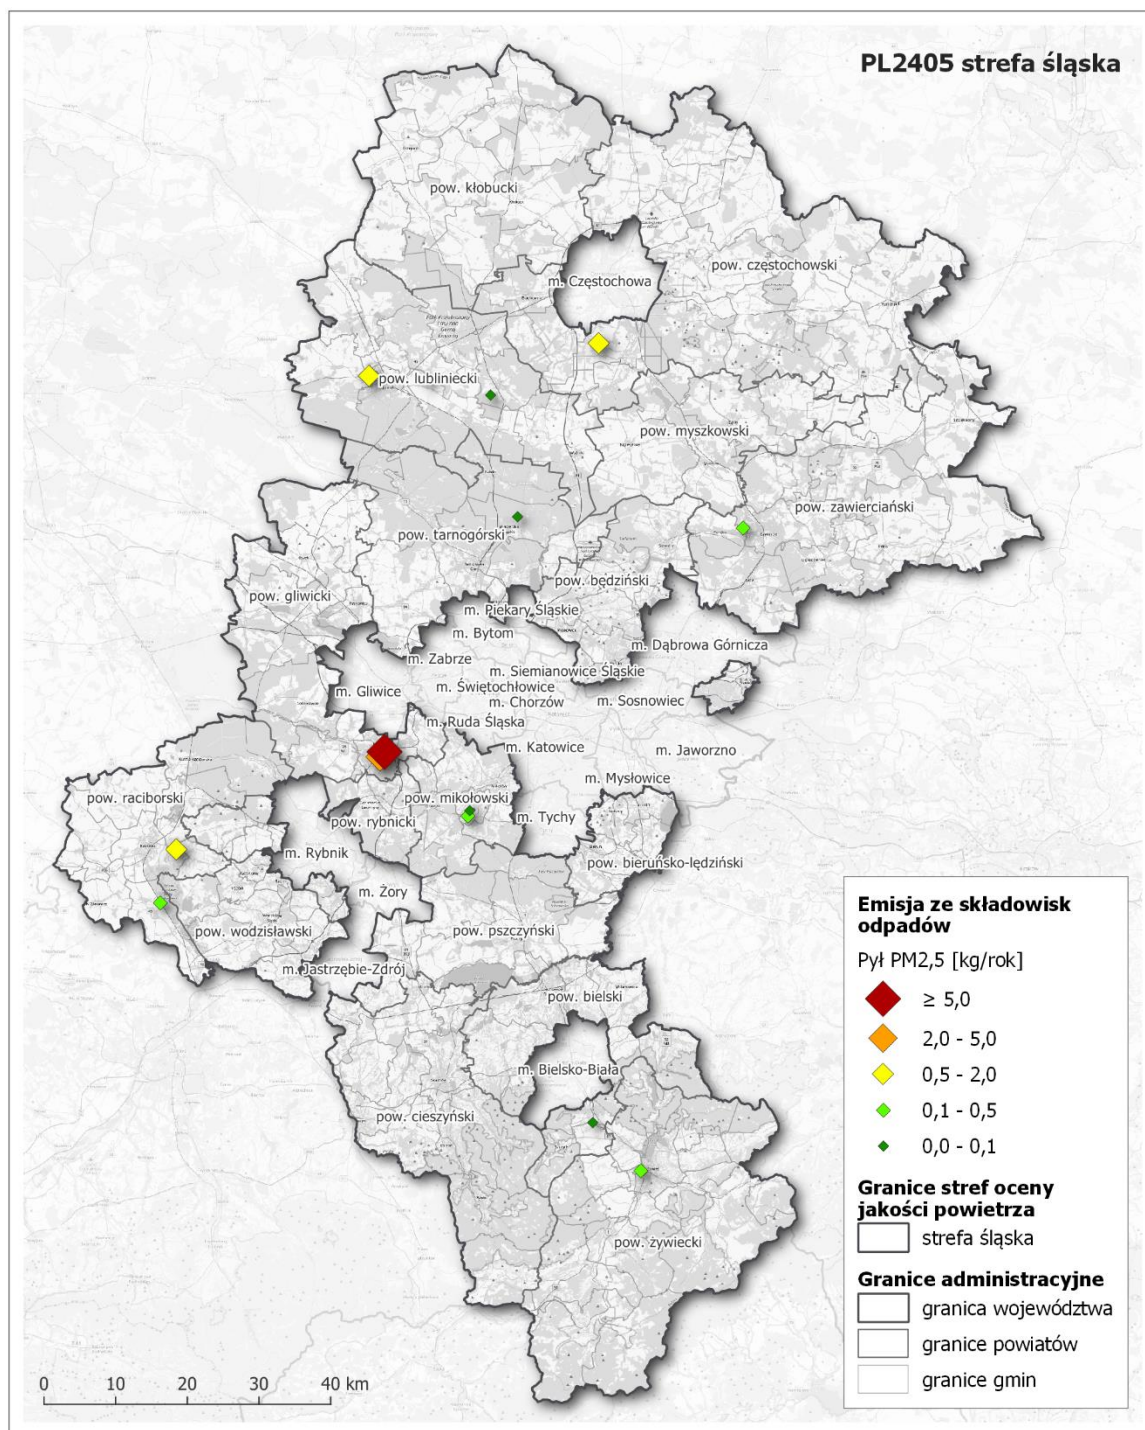 PL2405 strefa śląska
pow. kłobucki
pow. częstochowski
m. Częstochowa
pow. lubliniecki
pow. myszkowski
pow. zawierciański
pow. tarnogórski
pow. będziński
pow. gliwicki
m. Piekary Śląskie
m. Bytom
m. Dąbrowa Górnicza
m. Zabrze
m. Siemianowice Śląskie
m. Gliwice
m. Świętochłowice
m. Chorzów
m. Sosnowiec
m. Ruda Śląska
m. Katowice
m. Jaworzno
m. Mysłowice
pow. raciborski
pow. mikołowski
m. Tychy
pow. rybnicki
m. Rybnik
pow. bieruńsko-lędziński
m. Żory
pow. wodzisławski
pow. pszczyński
m. Jastrzębie-Zdrój
pow. bielski
m. Bielsko-Biała
pow. cieszyński
pow. żywiecki
Emisja ze składowisk
odpadów
Pył PM2,5 [kg/rok]
≥ 5,0
2,0 - 5,0
0,5 - 2,0
0,1 - 0,5
0,0 - 0,1
Granice stref oceny
jakości powietrza
strefa śląska
Granice administracyjne
granica województwa
granice powiatów
granice gmin
0 10 20 30 40 km